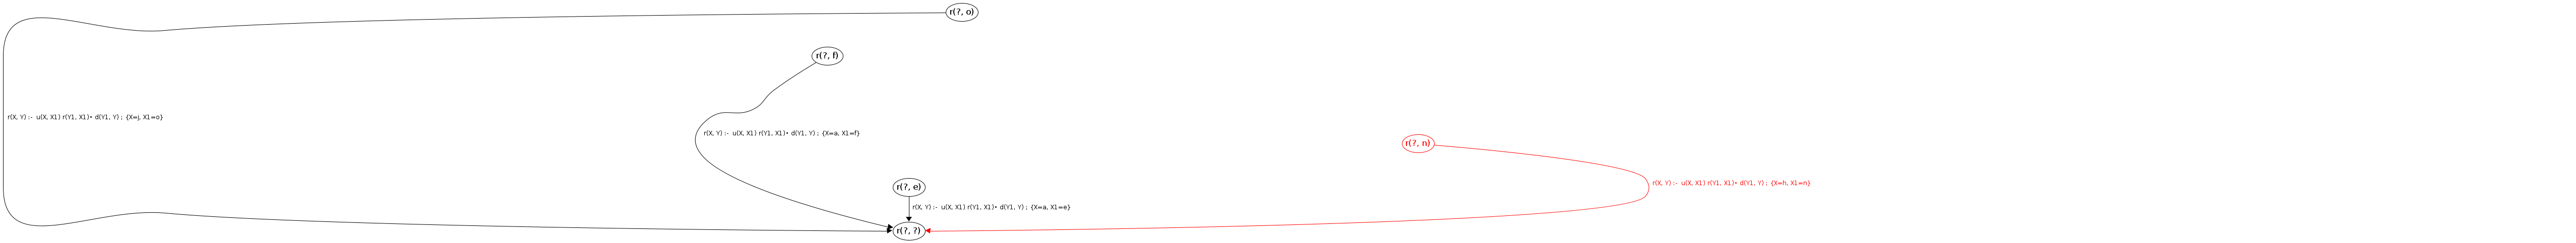 r(?, o)
r(?, f)
r(X, Y) :- u(X, X1) r(Y1, X1)• d(Y1, Y) ; {X=j, X1=o}
r(X, Y) :- u(X, X1) r(Y1, X1)• d(Y1, Y) ; {X=a, X1=f}
r(?, n)
r(X, Y) :- u(X, X1) r(Y1, X1)• d(Y1, Y) ; {X=h, X1=n}
r(?, e)
r(X, Y) :- u(X, X1) r(Y1, X1)• d(Y1, Y) ; {X=a, X1=e}
r(?, ?)